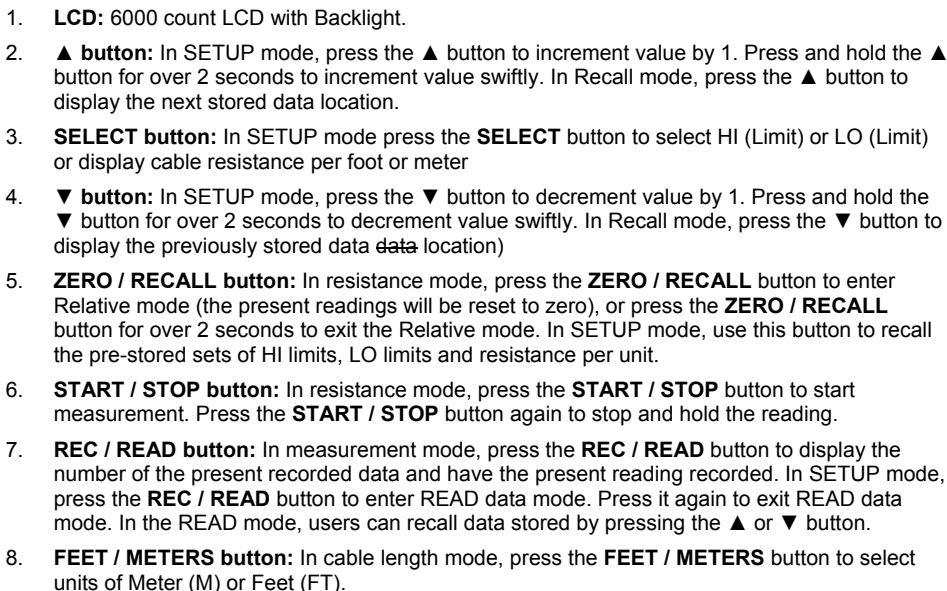 1. LCD: 6000 count LCD with Backlight.
2. ▲ button: In SETUP mode, press the ▲ button to increment value by 1. Press and hold the ▲
button for over 2 seconds to increment value swiftly. In Recall mode, press the ▲ button to
display the next stored data location.
3. SELECT button: In SETUP mode press the SELECT button to select HI (Limit) or LO (Limit)
or display cable resistance per foot or meter
4. ▼ button: In SETUP mode, press the ▼ button to decrement value by 1. Press and hold the
▼ button for over 2 seconds to decrement value swiftly. In Recall mode, press the ▼ button to
display the previously stored data data location)
5. ZERO / RECALL button: In resistance mode, press the ZERO / RECALL button to enter
Relative mode (the present readings will be reset to zero), or press the ZERO / RECALL
button for over 2 seconds to exit the Relative mode. In SETUP mode, use this button to recall
the pre-stored sets of HI limits, LO limits and resistance per unit.
6. START / STOP button: In resistance mode, press the START / STOP button to start
measurement. Press the START / STOP button again to stop and hold the reading.
7. REC / READ button: In measurement mode, press the REC / READ button to display the
number of the present recorded data and have the present reading recorded. In SETUP mode,
press the REC / READ button to enter READ data mode. Press it again to exit READ data
mode. In the READ mode, users can recall data stored by pressing the ▲ or ▼ button.
8. FEET / METERS button: In cable length mode, press the FEET / METERS button to select
units of Meter (M) or Feet (FT).